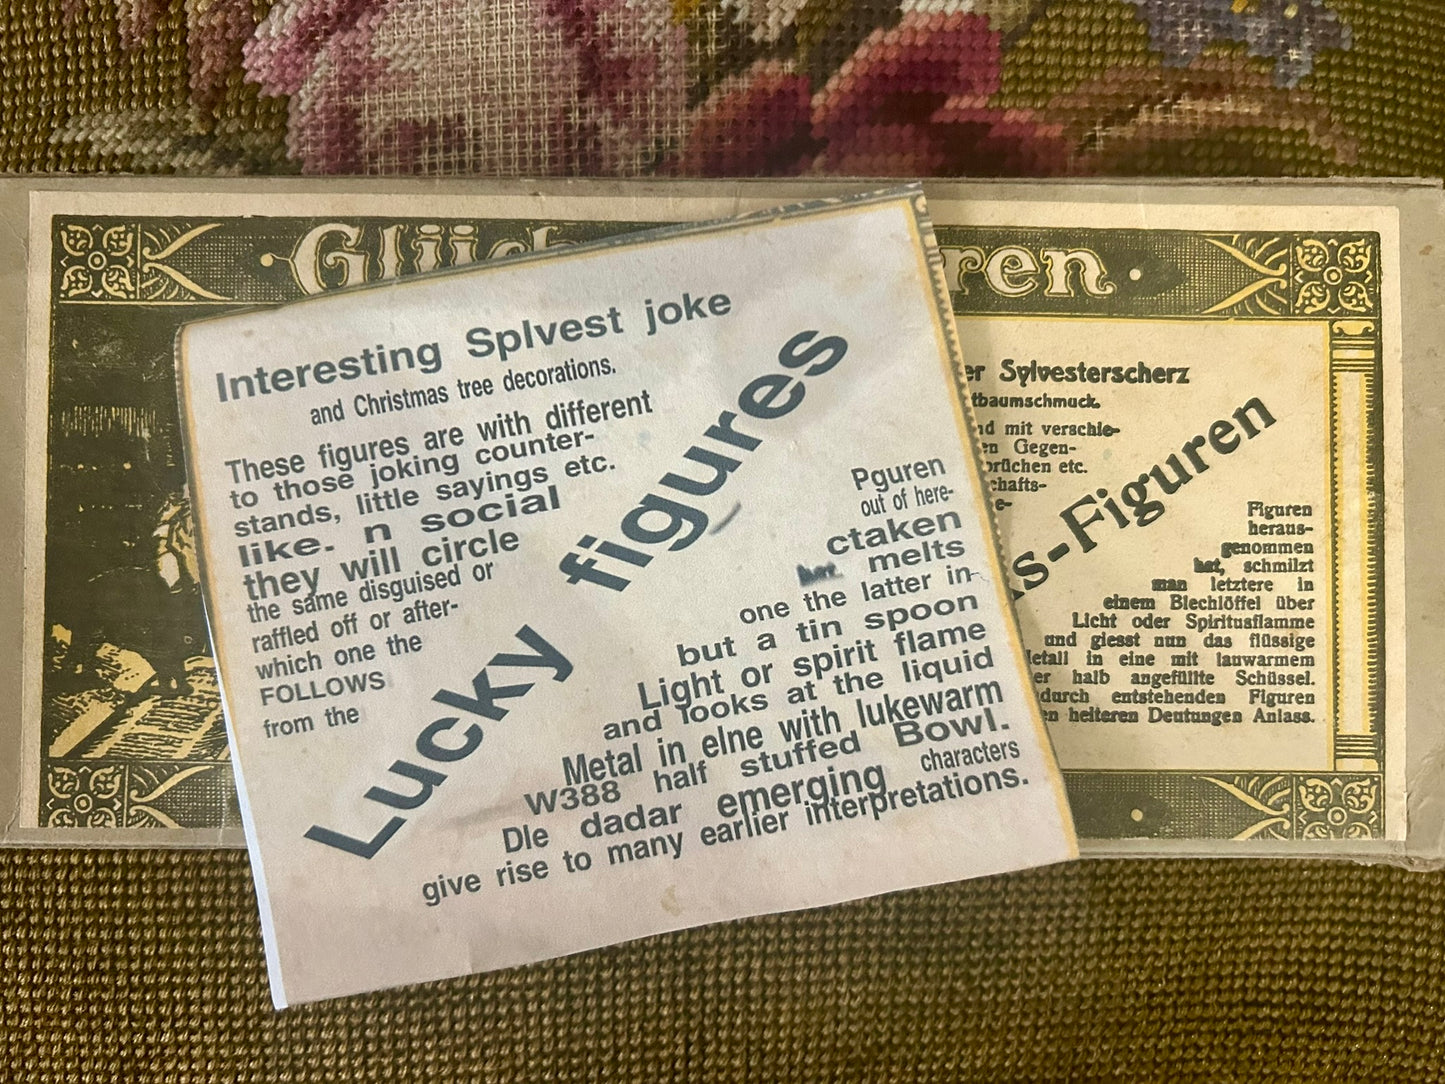 Interesting Splvest joke
and Christmas tree decorations.
These figures are with different
to those joking counter-
stands, little sayings etc.
like. n social
they will circle
the same disguised or
raffled off or after-
which one the
FOLLOWS
from the
Lucky figures
Pguren
out of here-
ctaken
hat, melts
one the latter in-
but a tin spoon
Light or spirit flame
and looks at the liquid
Metal in elne with lukewarm
W388 half stuffed Bowl.
Dle dadar emerging characters
give rise to many earlier interpretations.
Glück
ren
er Sylvesterscherz
tbaumschmuck.
nd mit verschie-
en Gegen-
prüchen etc.
chafts-
e-
s-Figuren
Figuren
heraus-
genommen
hat, schmilzt
man letztere in
einem Blechlöffel über
Licht oder Spiritusflamme
und giesst nun das flüssige
etall in eine mit lauwarmem
er halb angefüllte Schüssel.
durch entstehenden Figuren
en heiteren Deutungen Anlass.